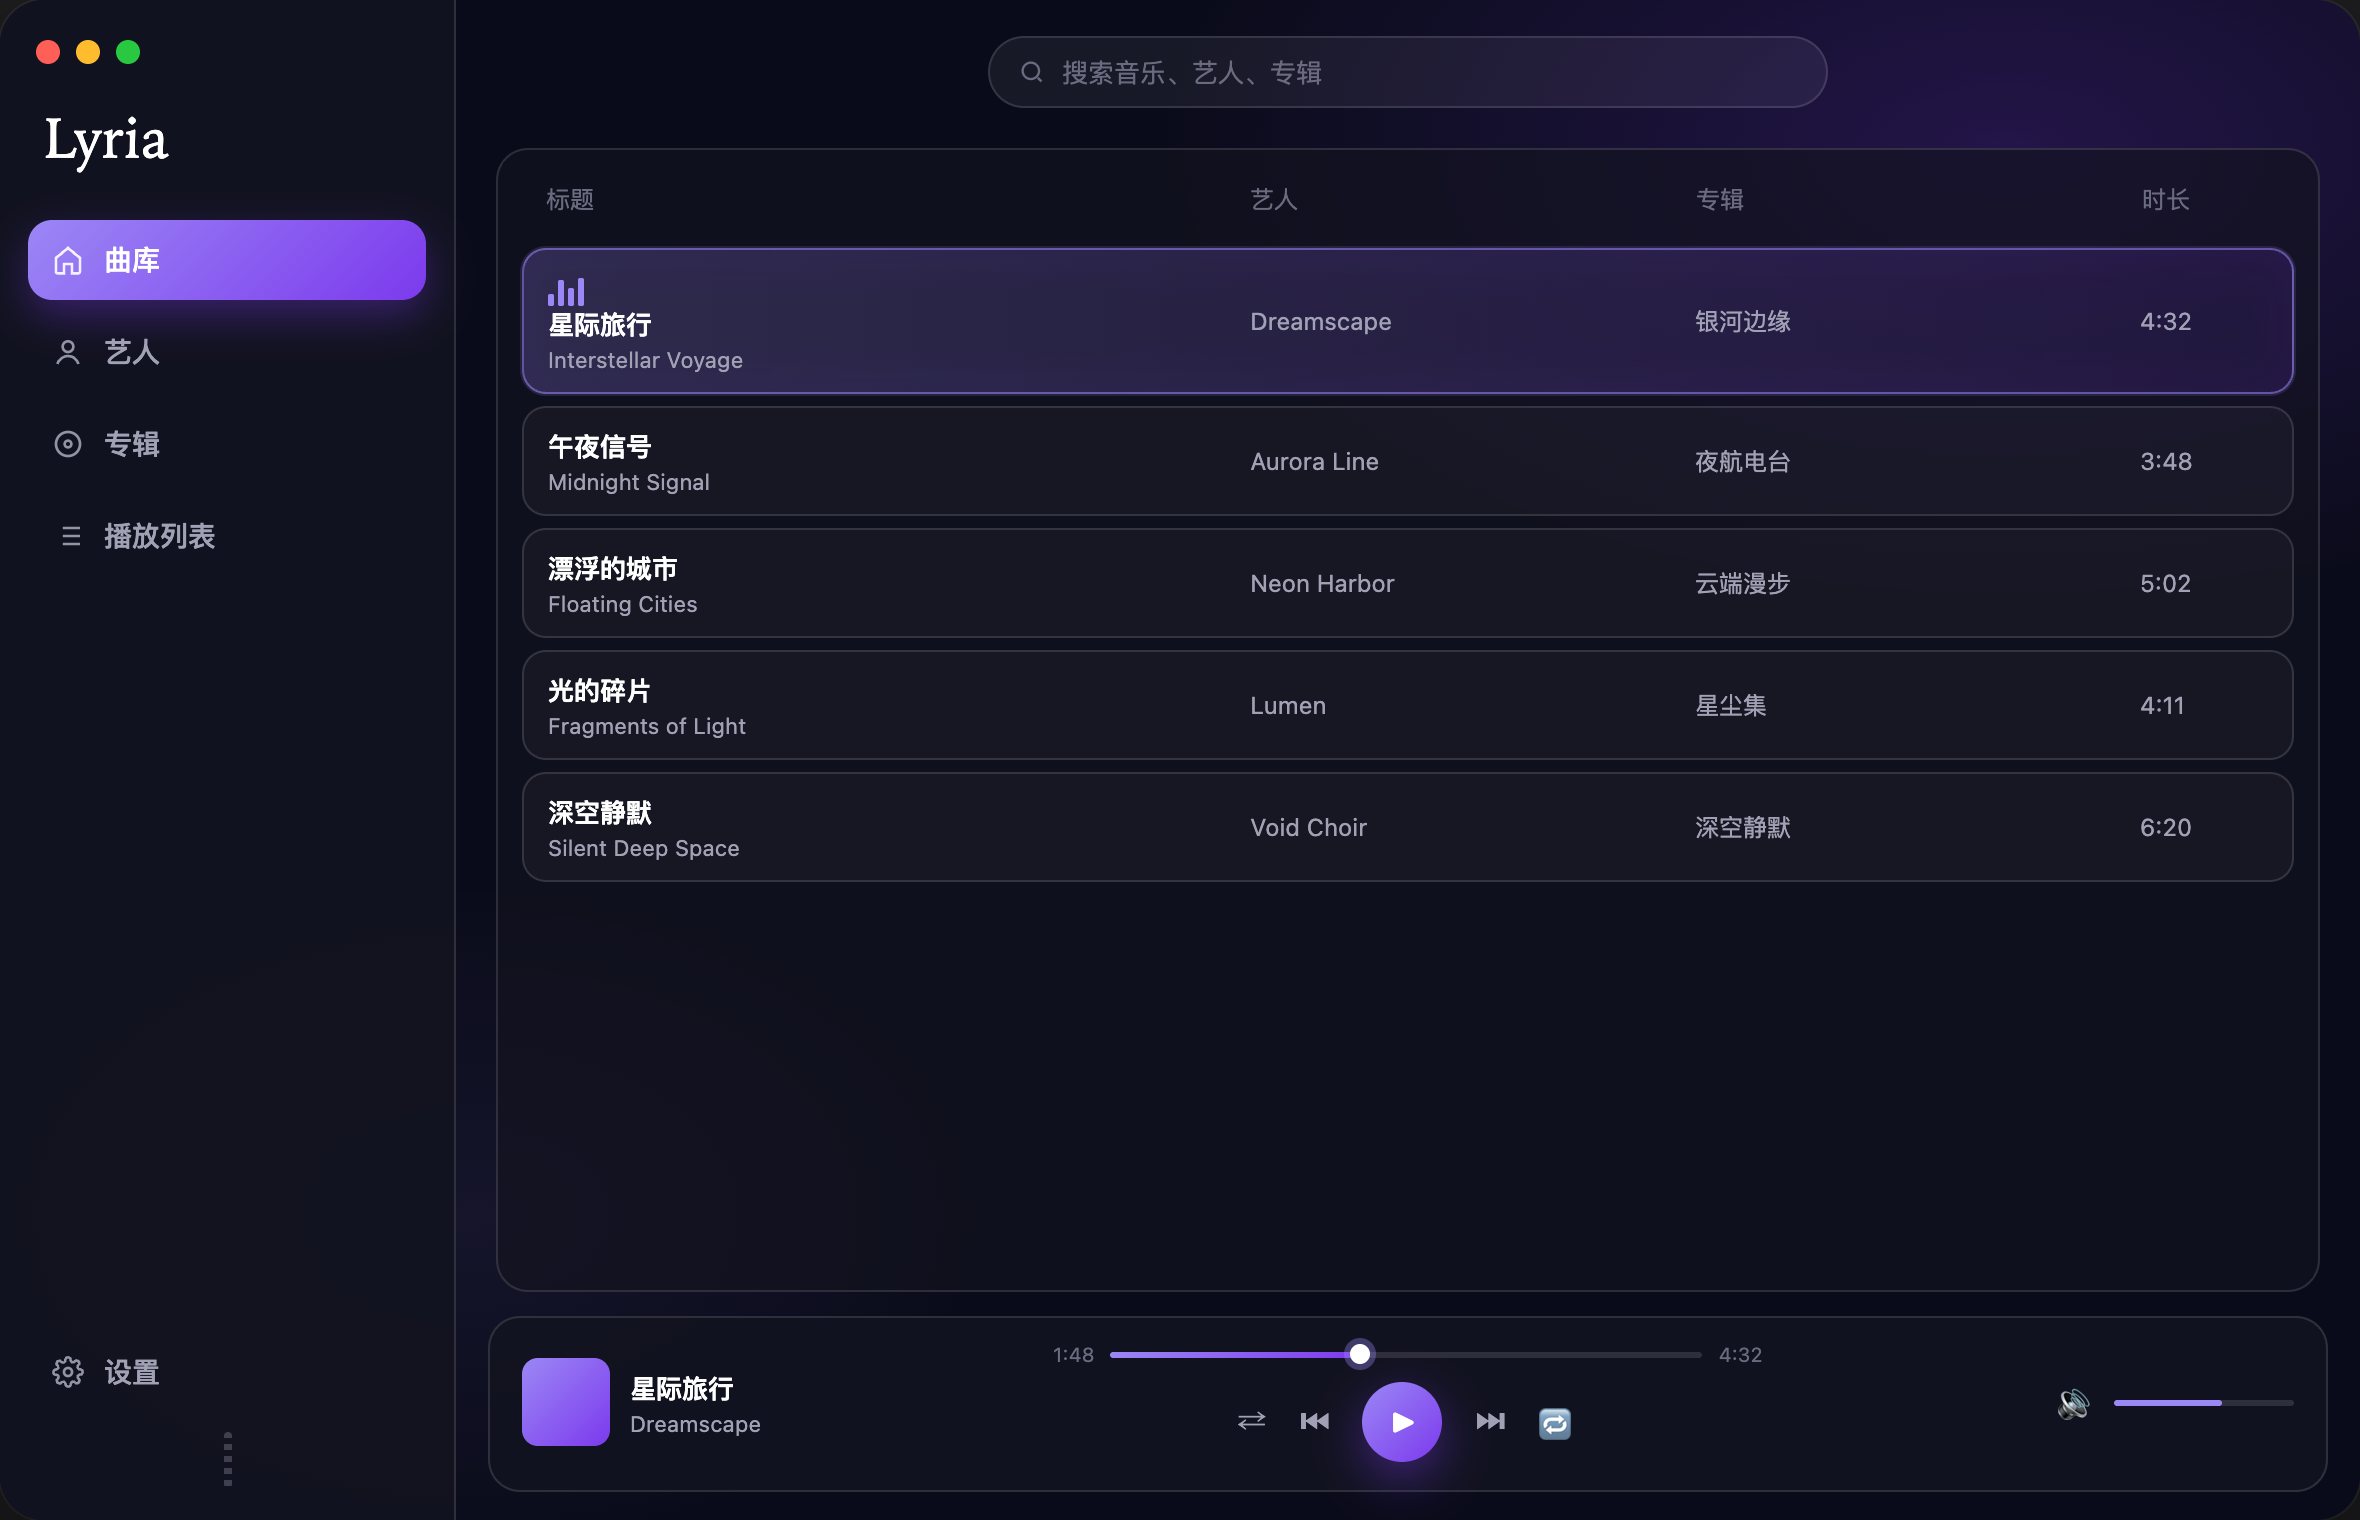 Lyria
曲库
艺人
专辑
播放列表
设置
搜索音乐、艺人、专辑
标题 艺人 专辑 时长
星际旅行
Interstellar Voyage
Dreamscape 银河边缘 4:32
午夜信号
Midnight Signal
Aurora Line 夜航电台 3:48
漂浮的城市
Floating Cities
Neon Harbor 云端漫步 5:02
光的碎片
Fragments of Light
Lumen 星尘集 4:11
深空静默
Silent Deep Space
Void Choir 深空静默 6:20
星际旅行
Dreamscape
1:48 4:32